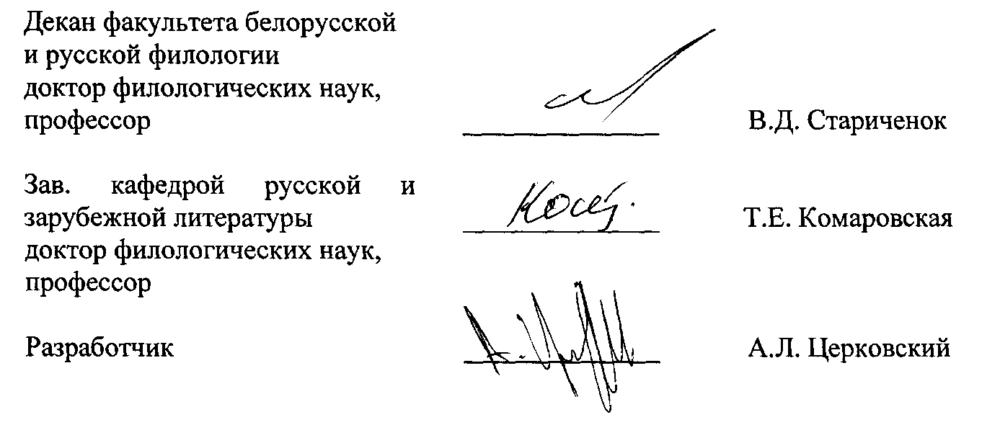 Декан факультета белорусской
и русской филологии
доктор филологических наук,
профессор В.Д. Стариченок
Зав. кафедрой русской и
зарубежной литературы Т.Е. Комаровская
доктор филологических наук,
профессор
Разработчик А.Л. Церковский